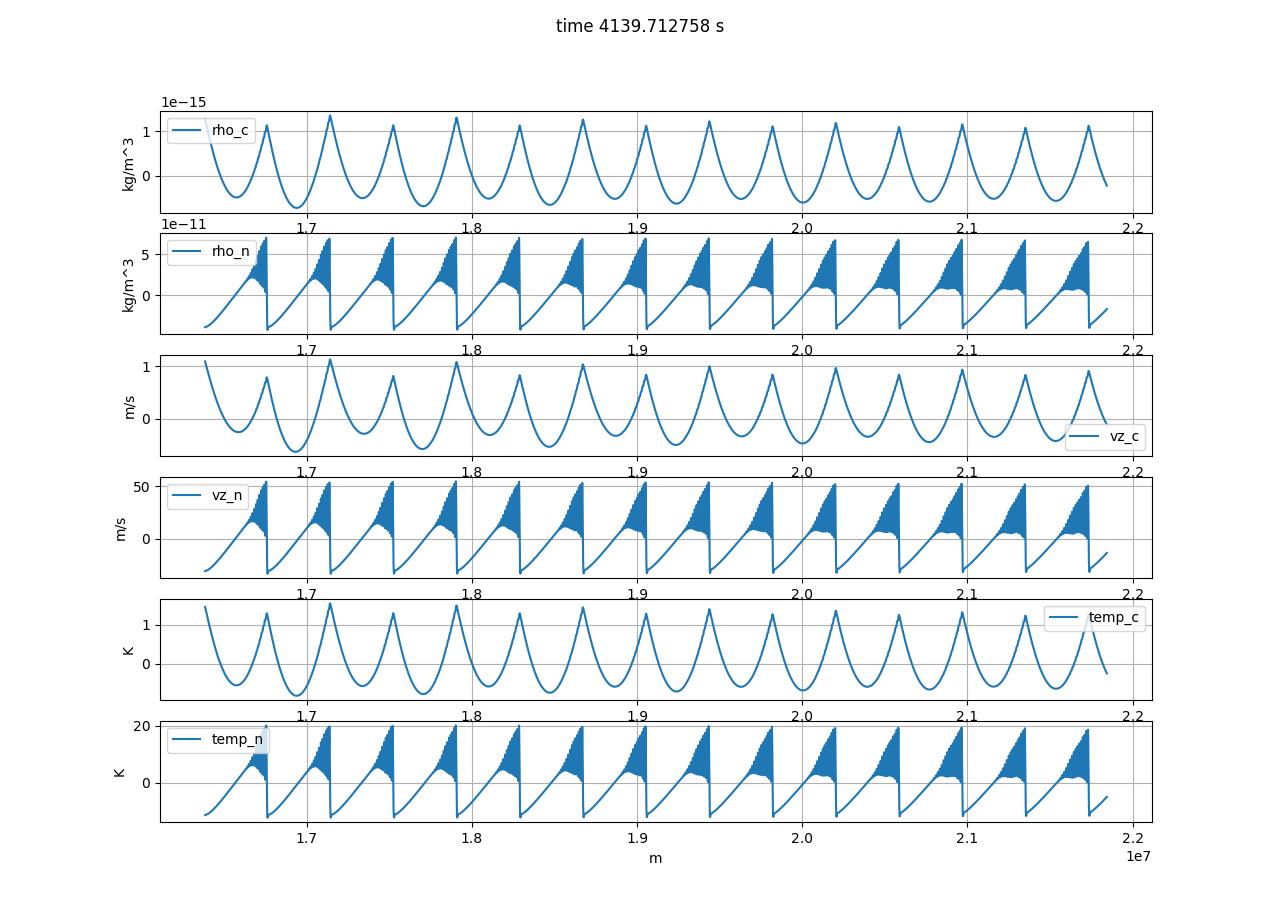 time 4139.712758 s
1e−15
kg/m^3
1
0
rho_c
1.7 1.8 1.9 2.0 2.1 2.2
1e−11
kg/m^3
5
0
rho_n
1.7 1.8 1.9 2.0 2.1 2.2
m/s
1
0
vz_c
1.7 1.8 1.9 2.0 2.1 2.2
m/s
50
0
vz_n
1.7 1.8 1.9 2.0 2.1 2.2
K
1
0
temp_c
1.7 1.8 1.9 2.0 2.1 2.2
K
20
0
temp_n
1.7 1.8 1.9 2.0 2.1 2.2
m
1e7